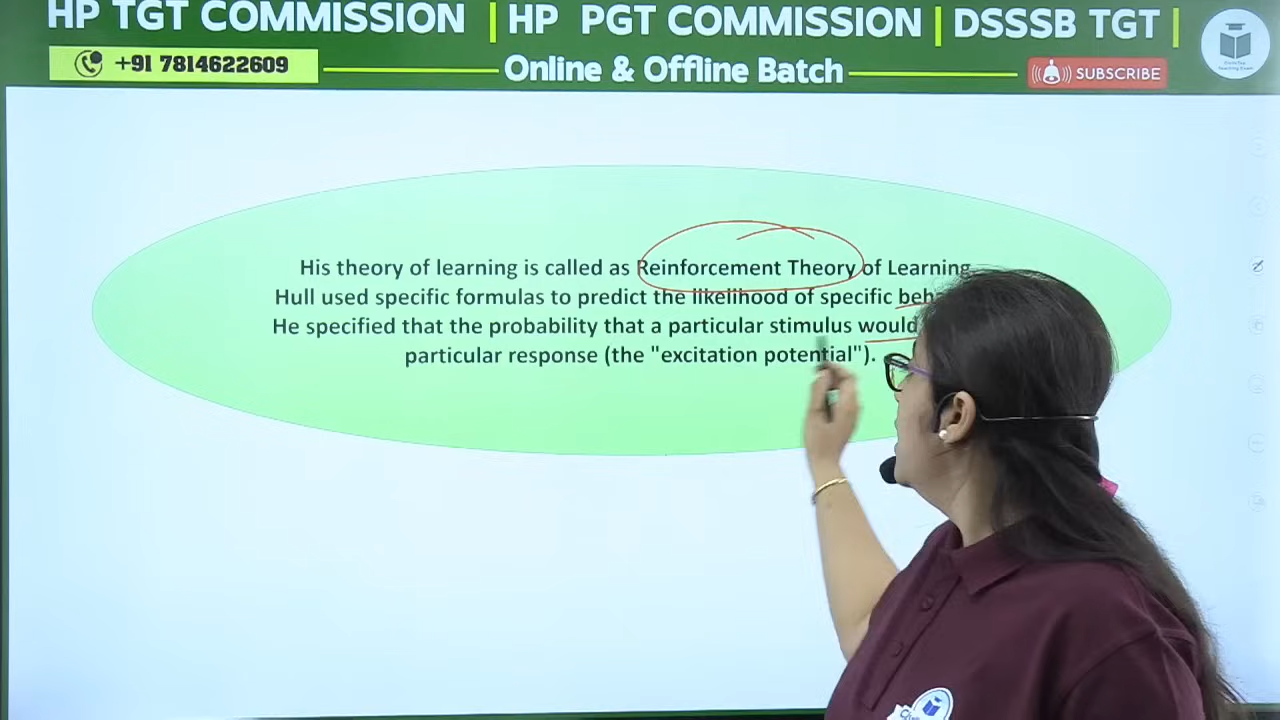 HP TGT COMMISSION | HP PGT COMMISSION | DSSSB TGT |
+91 7814622609
Online & Offline Batch
SUBSCRIBE
His theory of learning is called as Reinforcement Theory of Learning
Hull used specific formulas to predict the likelihood of specific
He specified that the probability that a particular stimulus would
particular response (the "excitation potential").